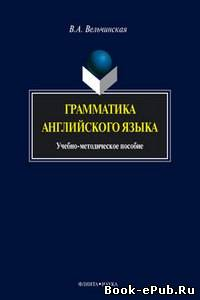 В.А. Вельчинская
ГРАММАТИКА
АНГЛИЙСКОГО ЯЗЫКА
Учебно-методическое пособие
ФЛИНТА • НАУКА
Book-ePub.Ru